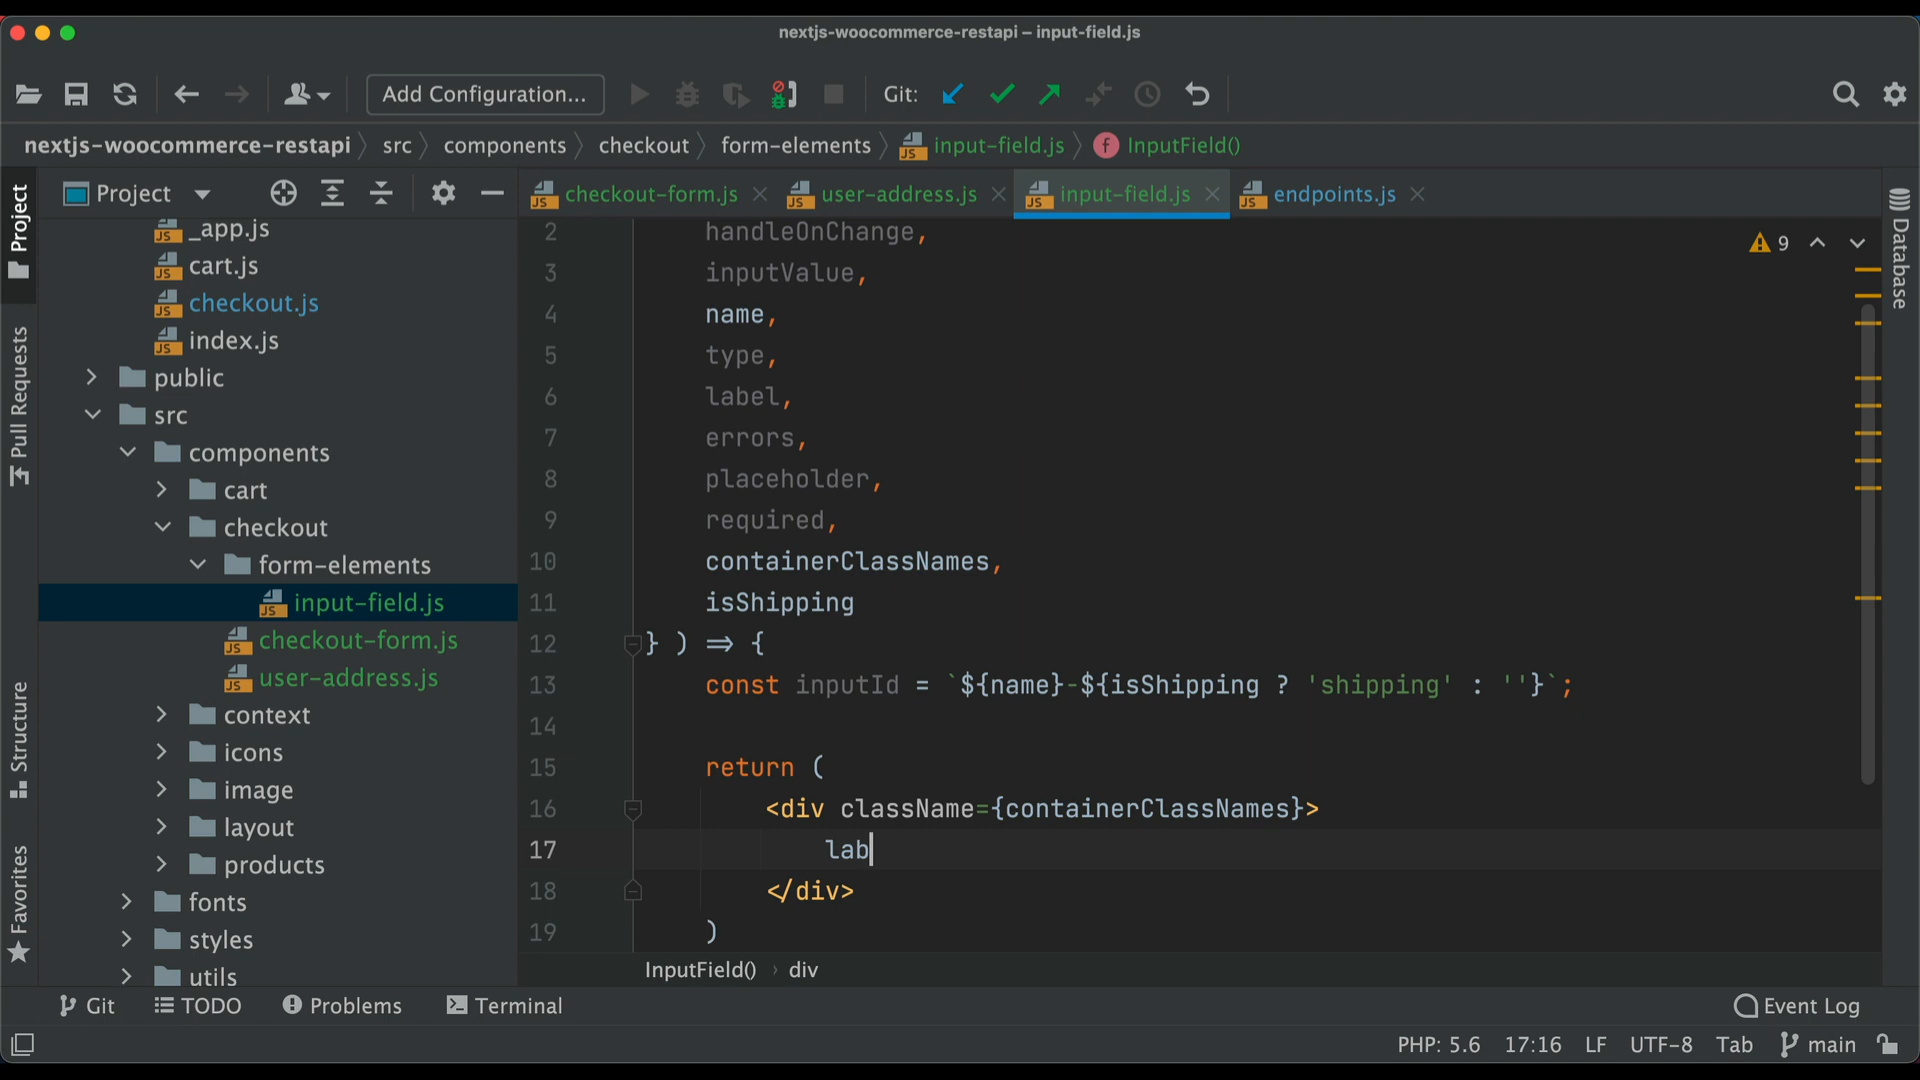 nextjs-woocommerce-restapi – input-field.js
Add Configuration...
Git:
nextjs-woocommerce-restapi
src
components
checkout
form-elements
input-field.js
InputField()
Project
Pull Requests
Structure
Favorites
Database
Project
checkout-form.js
user-address.js
input-field.js
endpoints.js
_app.js
cart.js
checkout.js
index.js
public
src
components
cart
checkout
form-elements
input-field.js
checkout-form.js
user-address.js
context
icons
image
layout
products
fonts
styles
utils
9
2 handleOnChange,
3 inputValue,
4 name,
5 type,
6 label,
7 errors,
8 placeholder,
9 required,
10 containerClassNames,
11 isShipping
12 } ) => {
13 const inputId = `${name}-${isShipping ? 'shipping' : ''}`;
14
15 return (
16 <div className={containerClassNames}>
17 lab
18 </div>
19 )
InputField() › div
Git
TODO
Problems
Terminal
Event Log
PHP: 5.6
17:16
LF
UTF-8
Tab
main